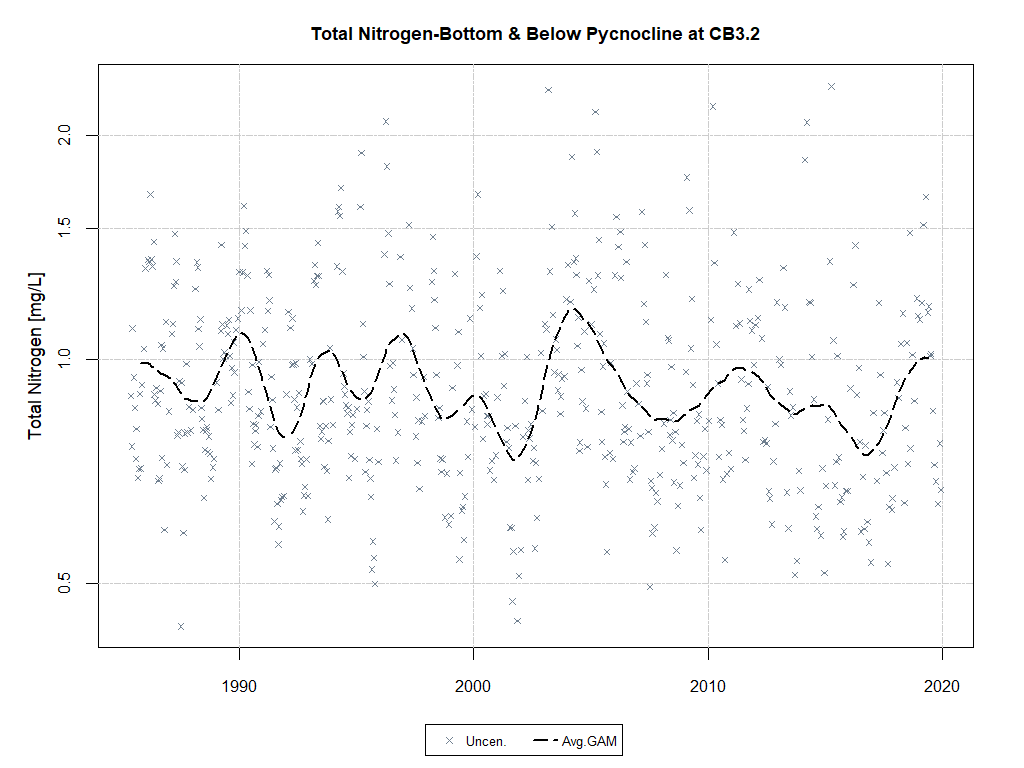 Total Nitrogen-Bottom & Below Pycnocline at CB3.2
Total Nitrogen [mg/L]
2.0
1.5
1.0
0.5
1990 2000 2010 2020
Uncen. Avg.GAM